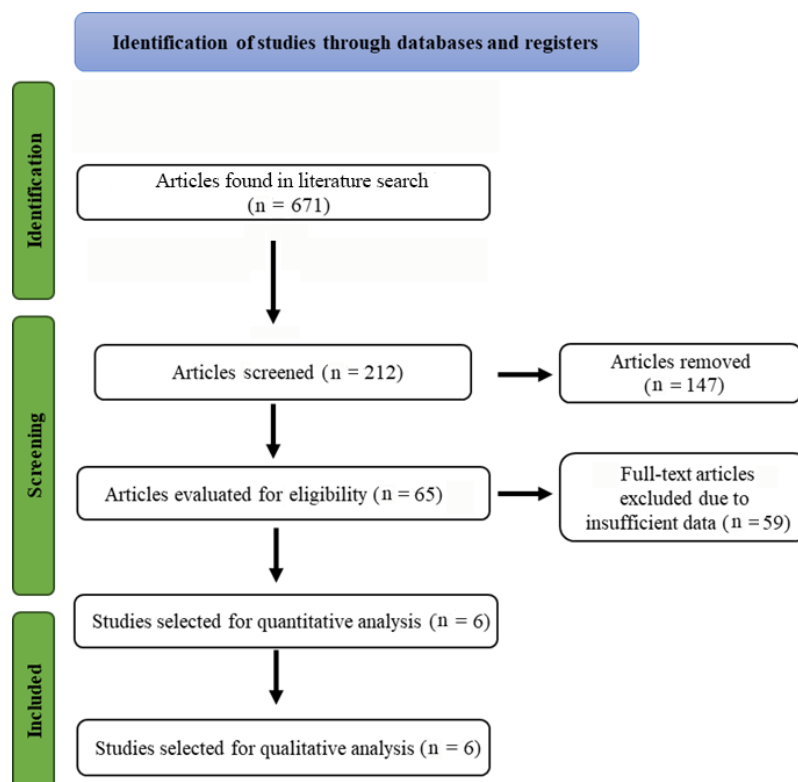 Identification of studies through databases and registers
Identification
Articles found in literature search
(n = 671)
Screening
Articles screened (n = 212)
Articles removed
(n = 147)
Articles evaluated for eligibility (n = 65)
Full-text articles
excluded due to
insufficient data (n = 59)
Included
Studies selected for quantitative analysis (n = 6)
Studies selected for qualitative analysis (n = 6)